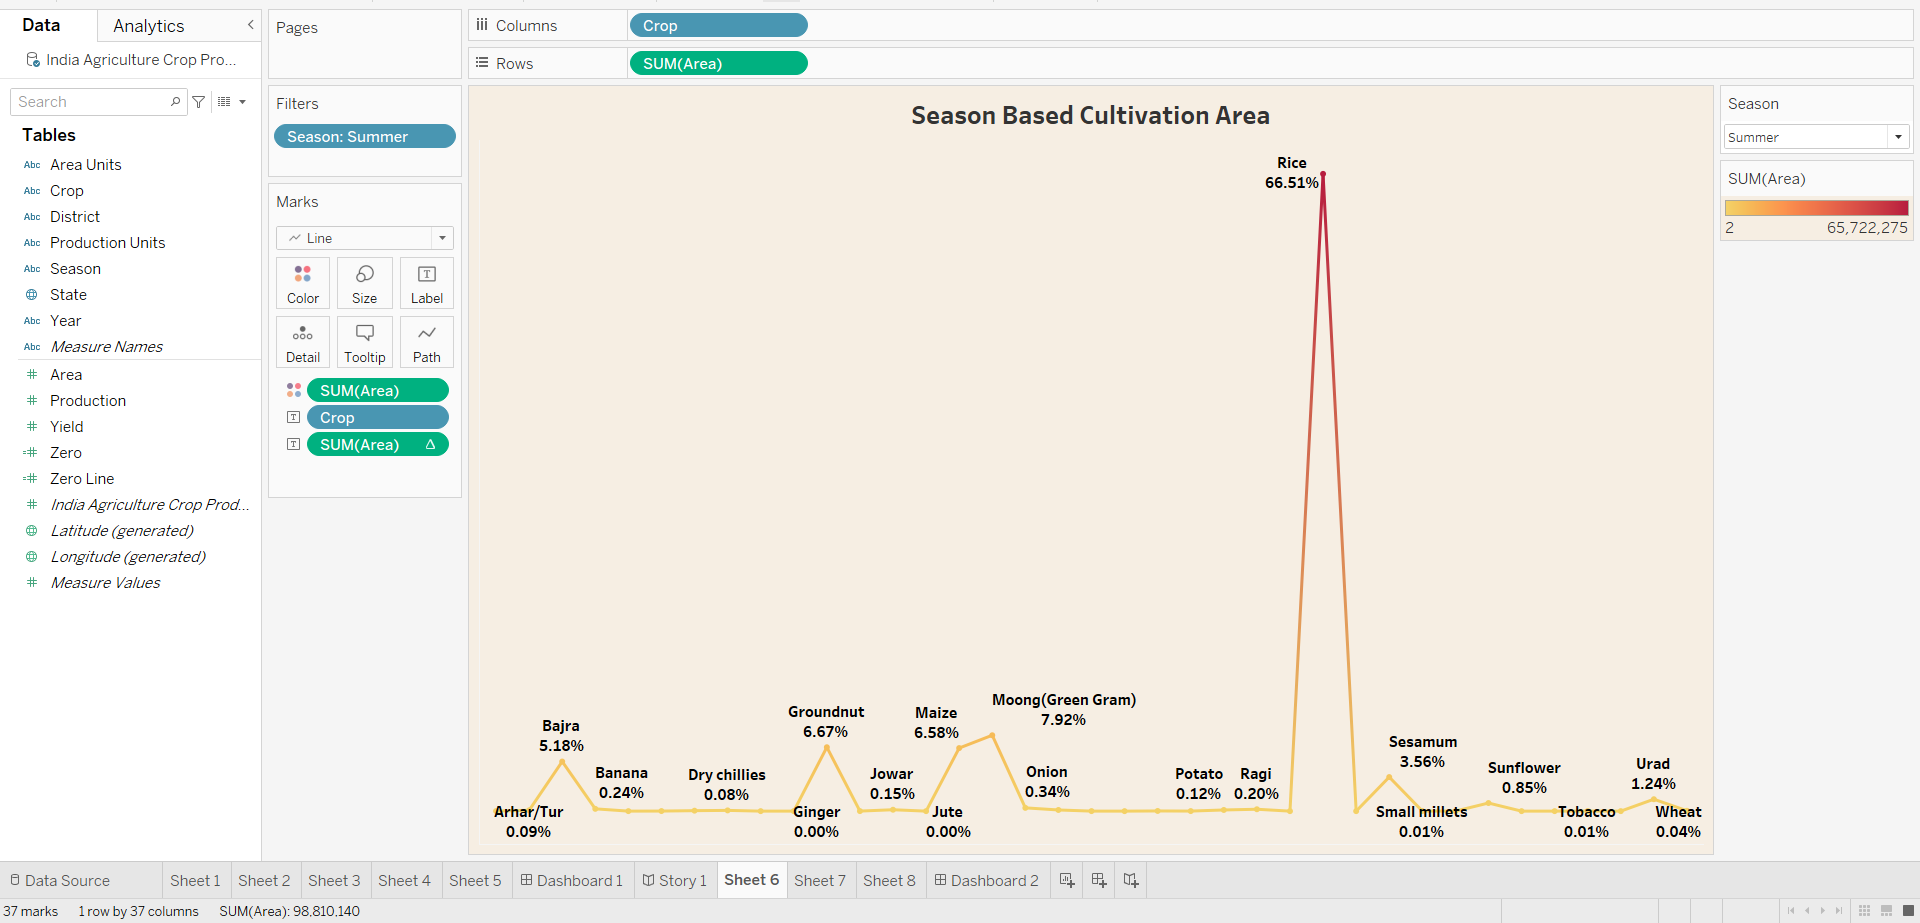 Data
Analytics
India Agriculture Crop Pro...
Search
Tables
Abc Area Units
Abc Crop
Abc District
Abc Production Units
Abc Season
State
Abc Year
Abc Measure Names
# Area
# Production
# Yield
=# Zero
=# Zero Line
# India Agriculture Crop Prod...
Latitude (generated)
Longitude (generated)
# Measure Values
Pages
Filters
Season: Summer
Marks
Line
Color Size Label
Detail Tooltip Path
SUM(Area)
T Crop
T SUM(Area) Δ
Columns Crop
Rows SUM(Area)
Season Based Cultivation Area
Rice
66.51%
Moong(Green Gram)
7.92%
Groundnut
6.67%
Maize
6.58%
Bajra
5.18%
Sesamum
3.56%
Urad
1.24%
Sunflower
0.85%
Banana
0.24%
Dry chillies
0.08%
Jowar
0.15%
Onion
0.34%
Potato
0.12%
Ragi
0.20%
Arhar/Tur
0.09%
Ginger
0.00%
Jute
0.00%
Small millets
0.01%
Tobacco
0.01%
Wheat
0.04%
Season
Summer
SUM(Area)
2 65,722,275
Data Source Sheet 1 Sheet 2 Sheet 3 Sheet 4 Sheet 5 Dashboard 1 Story 1 Sheet 6 Sheet 7 Sheet 8 Dashboard 2
37 marks 1 row by 37 columns SUM(Area): 98,810,140